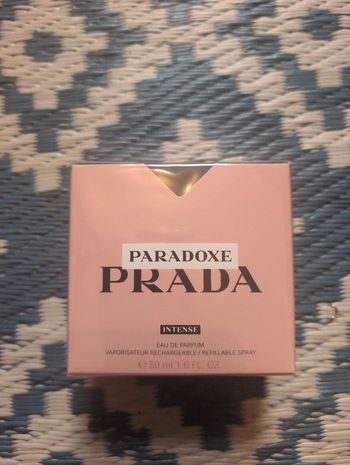 PARADOXE
PRADA
INTENSE
EAU DE PARFUM
VAPORISATEUR RECHARGEABLE / REFILLABLE SPRAY
℮ 50 ml 1.6 FL. OZ